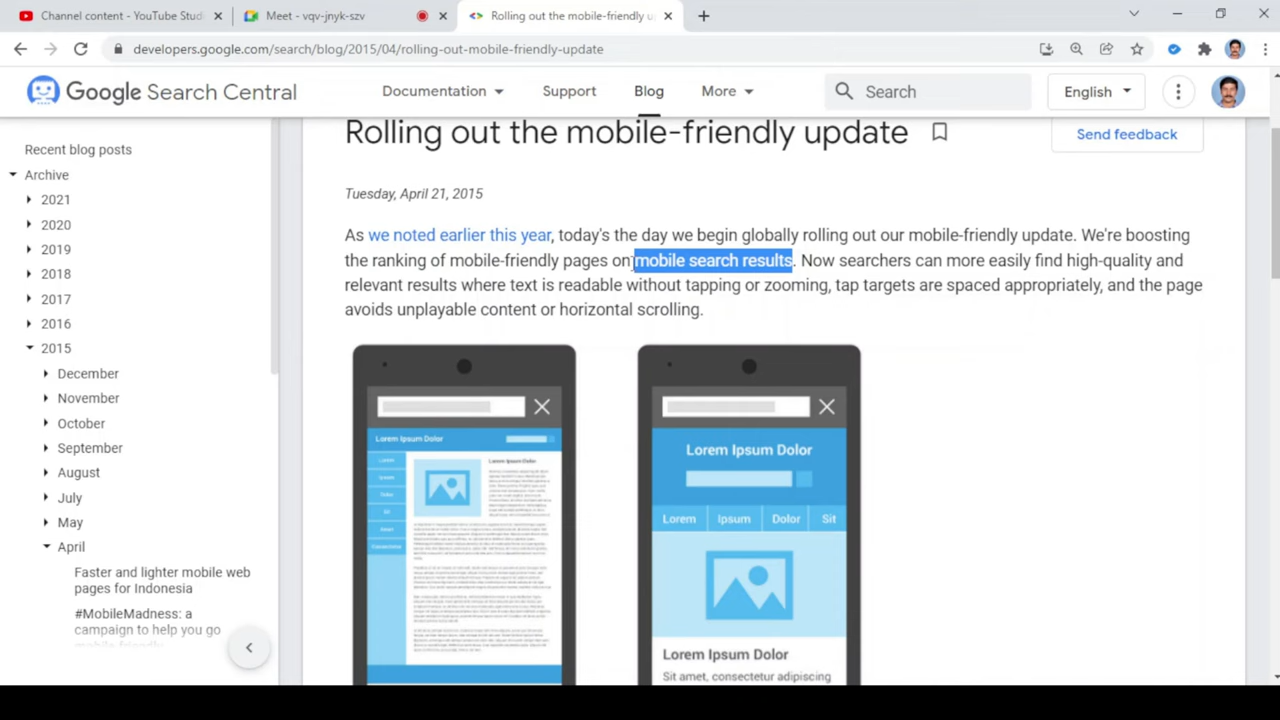 Channel content - YouTube Stud
Meet - vqv-jnyk-szv
Rolling out the mobile-friendly u
developers.google.com/search/blog/2015/04/rolling-out-mobile-friendly-update
Google Search Central
Documentation
Support
Blog
More
Search
English
Recent blog posts
Archive
2021
2020
2019
2018
2017
2016
2015
December
November
October
September
August
July
May
April
Faster and lighter mobile web
pages for Indonesia
#MobileMadness: a
campaign to help you go
mobile-friendly
Rolling out the mobile-friendly update
Send feedback
Tuesday, April 21, 2015
As we noted earlier this year, today's the day we begin globally rolling out our mobile-friendly update. We're boosting
the ranking of mobile-friendly pages on mobile search results. Now searchers can more easily find high-quality and
relevant results where text is readable without tapping or zooming, tap targets are spaced appropriately, and the page
avoids unplayable content or horizontal scrolling.
Lorem Ipsum Dolor
Lorem Ipsum Dolor
Lorem Ipsum Dolor
Lorem Ipsum Dolor Sit
Lorem Ipsum Dolor
Sit amet, consectetur adipiscing